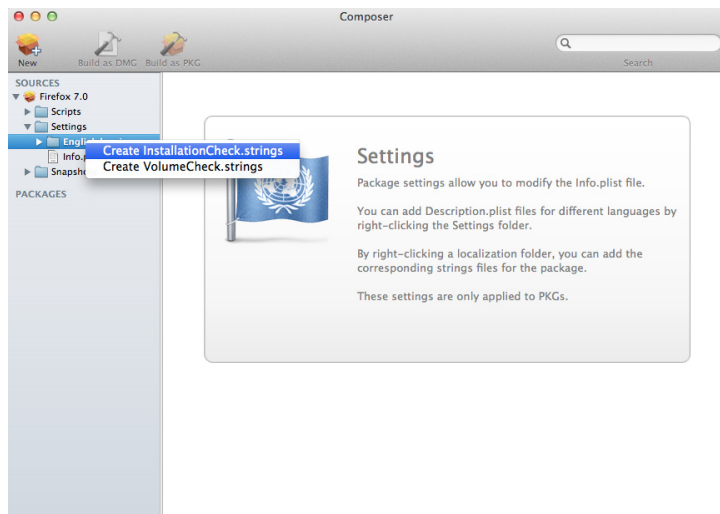 Composer
New
Build as DMG
Build as PKG
Search
SOURCES
Firefox 7.0
Scripts
Settings
Create InstallationCheck.strings
Create VolumeCheck.strings
PACKAGES
Settings
Package settings allow you to modify the Info.plist file.
You can add Description.plist files for different languages by
right-clicking the Settings folder.
By right-clicking a localization folder, you can add the
corresponding strings files for the package.
These settings are only applied to PKGs.